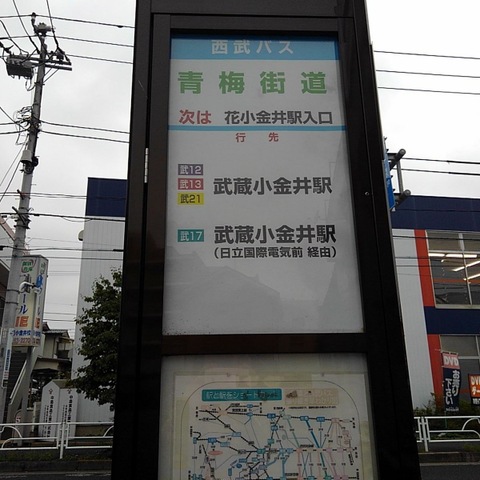 西武バス
青梅街道
次は 花小金井駅入口
行先
武12
武13 武蔵小金井駅
武21
武17 武蔵小金井駅
(日立国際電気前 経由)
DVD